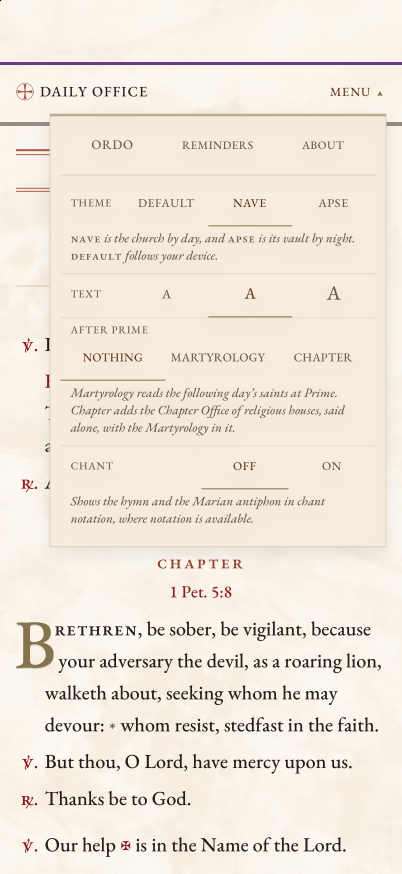 DAILY OFFICE
MENU ▲
ORDO REMINDERS ABOUT
THEME DEFAULT NAVE APSE
NAVE is the church by day, and APSE is its vault by night.
DEFAULT follows your device.
TEXT A A A
AFTER PRIME
NOTHING MARTYROLOGY CHAPTER
Martyrology reads the following day’s saints at Prime.
Chapter adds the Chapter Office of religious houses, said
alone, with the Martyrology in it.
CHANT OFF ON
Shows the hymn and the Marian antiphon in chant
notation, where notation is available.
℣.
℟.
CHAPTER
1 Pet. 5:8
BRETHREN, be sober, be vigilant, because
your adversary the devil, as a roaring lion,
walketh about, seeking whom he may
devour: * whom resist, stedfast in the faith.
℣. But thou, O Lord, have mercy upon us.
℟. Thanks be to God.
℣. Our help ✠ is in the Name of the Lord.